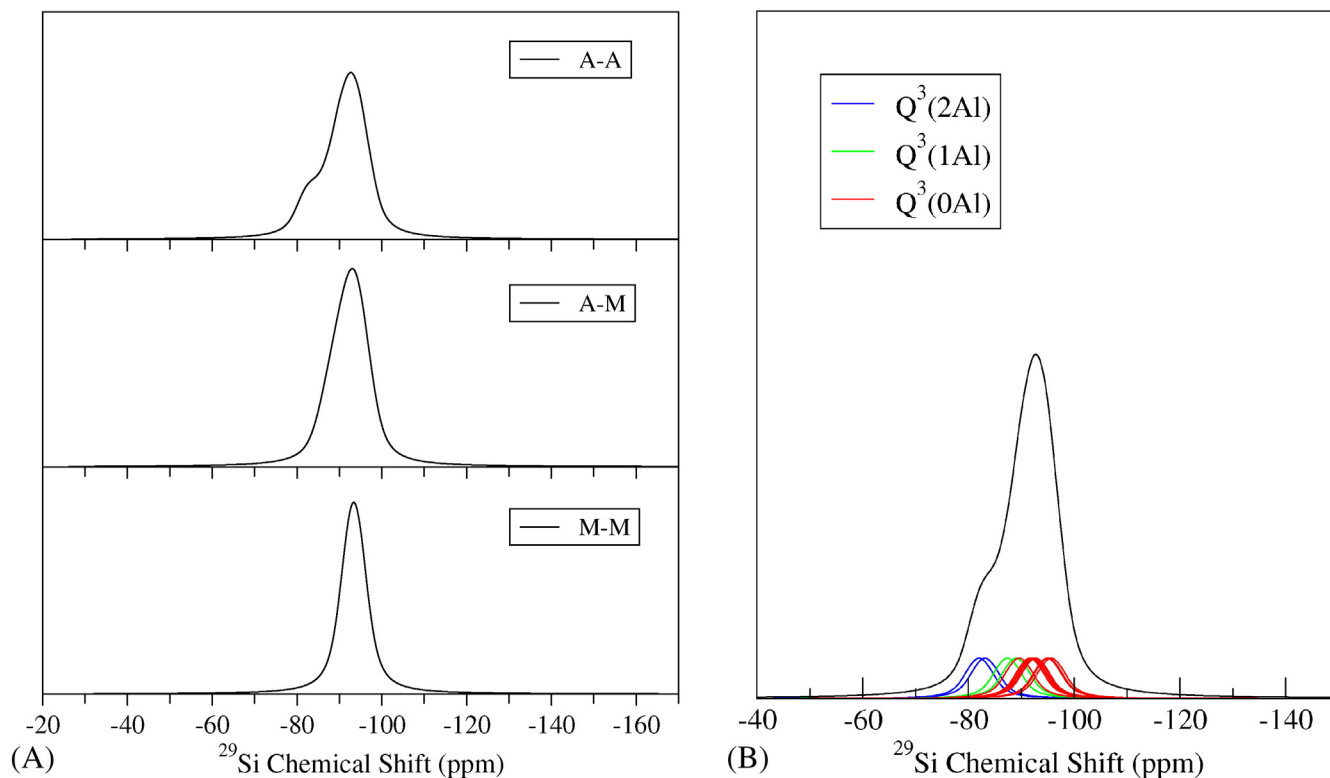 A-A
A-M
M-M
-20 -40 -60 -80 -100 -120 -140 -160
(A) ²⁹Si Chemical Shift (ppm)
Q³(2Al)
Q³(1Al)
Q³(0Al)
-40 -60 -80 -100 -120 -140
(B) ²⁹Si Chemical Shift (ppm)